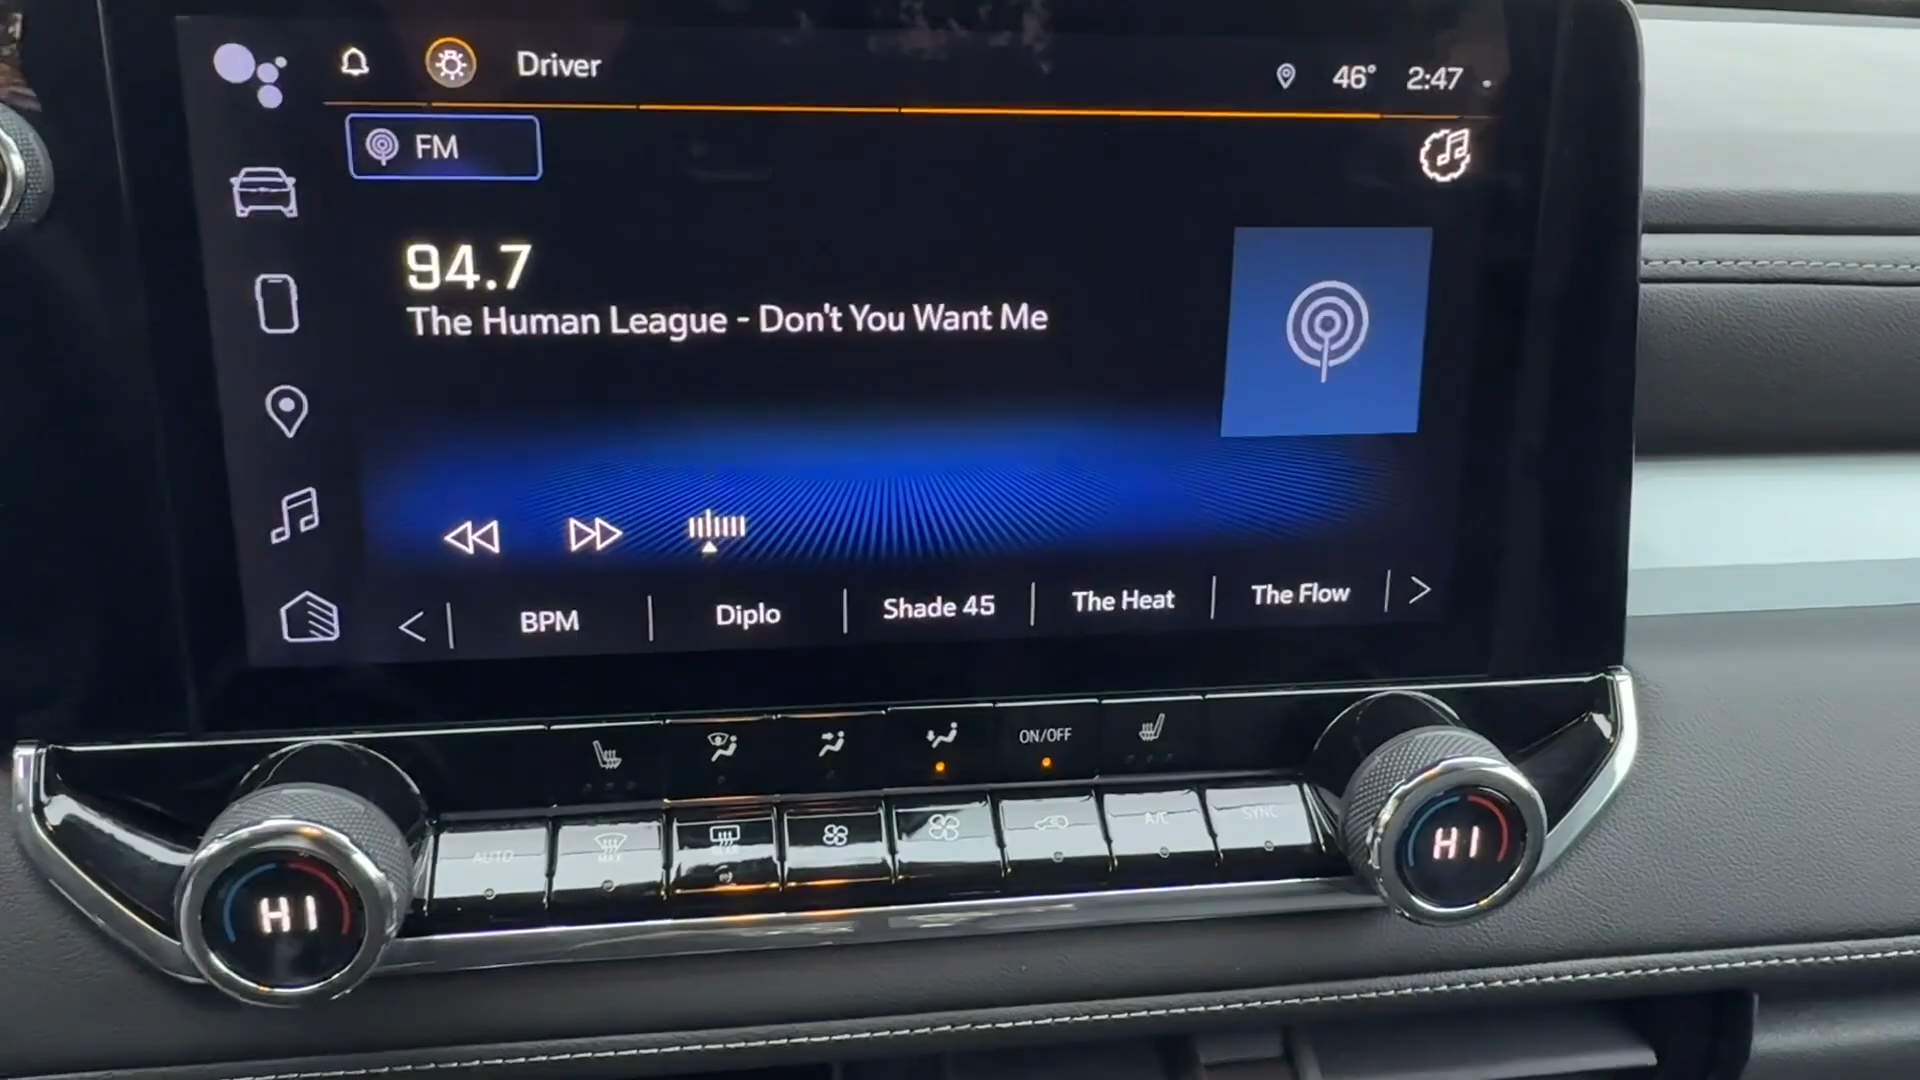 Driver
46° 2:47
FM
94.7
The Human League - Don't You Want Me
BPM Diplo Shade 45 The Heat The Flow
ON/OFF
AUTO MAX A/C SYNC
HI HI